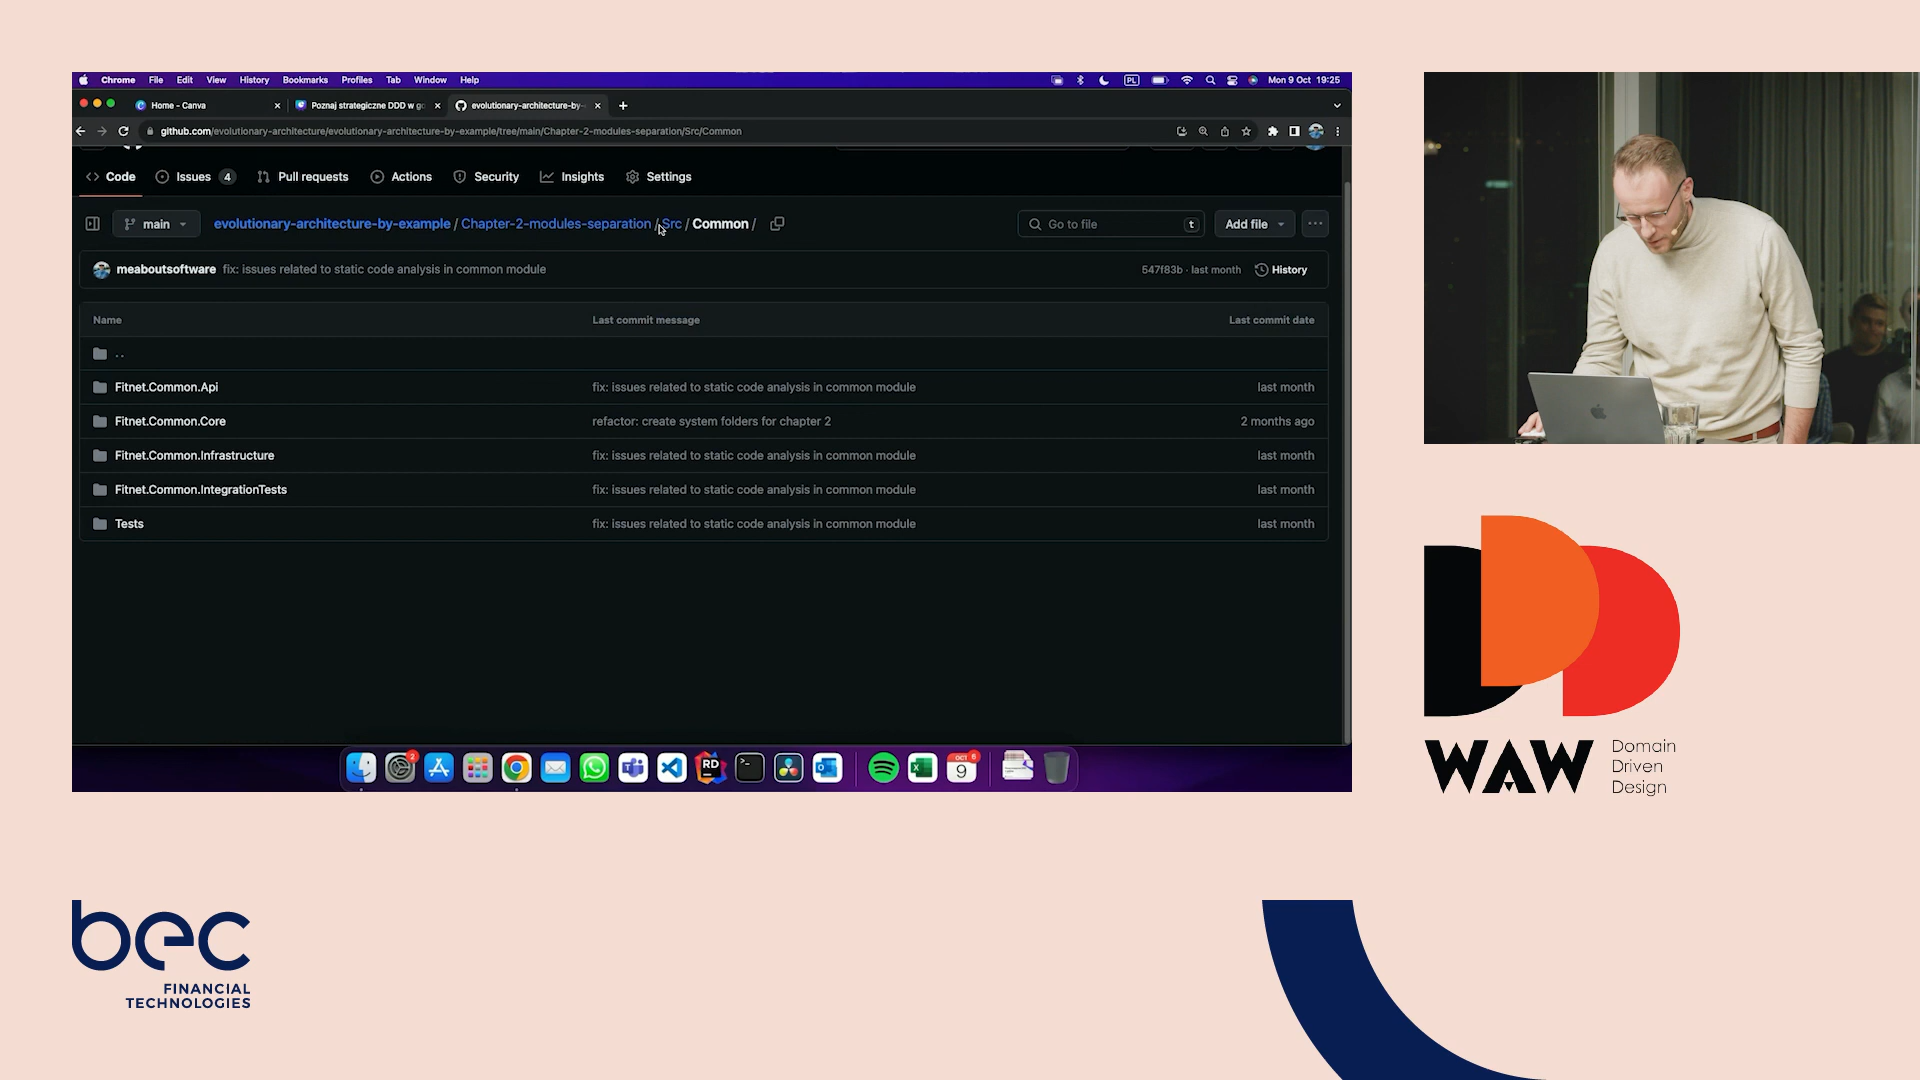 Chrome File Edit View History Bookmarks Profiles Tab Window Help PL Mon 9 Oct 19:25
Home - Canva Poznaj strategiczne DDD w go evolutionary-architecture-by-
github.com/evolutionary-architecture/evolutionary-architecture-by-example/tree/main/Chapter-2-modules-separation/Src/Common
Code Issues 4 Pull requests Actions Security Insights Settings
main evolutionary-architecture-by-example / Chapter-2-modules-separation / Src / Common / Go to file t Add file
meaboutsoftware fix: issues related to static code analysis in common module 547f83b · last month History
Name Last commit message Last commit date
..
Fitnet.Common.Api fix: issues related to static code analysis in common module last month
Fitnet.Common.Core refactor: create system folders for chapter 2 2 months ago
Fitnet.Common.Infrastructure fix: issues related to static code analysis in common module last month
Fitnet.Common.IntegrationTests fix: issues related to static code analysis in common module last month
Tests fix: issues related to static code analysis in common module last month
2 RD OCT 9
WAW
Domain
Driven
Design
bec
FINANCIAL
TECHNOLOGIES